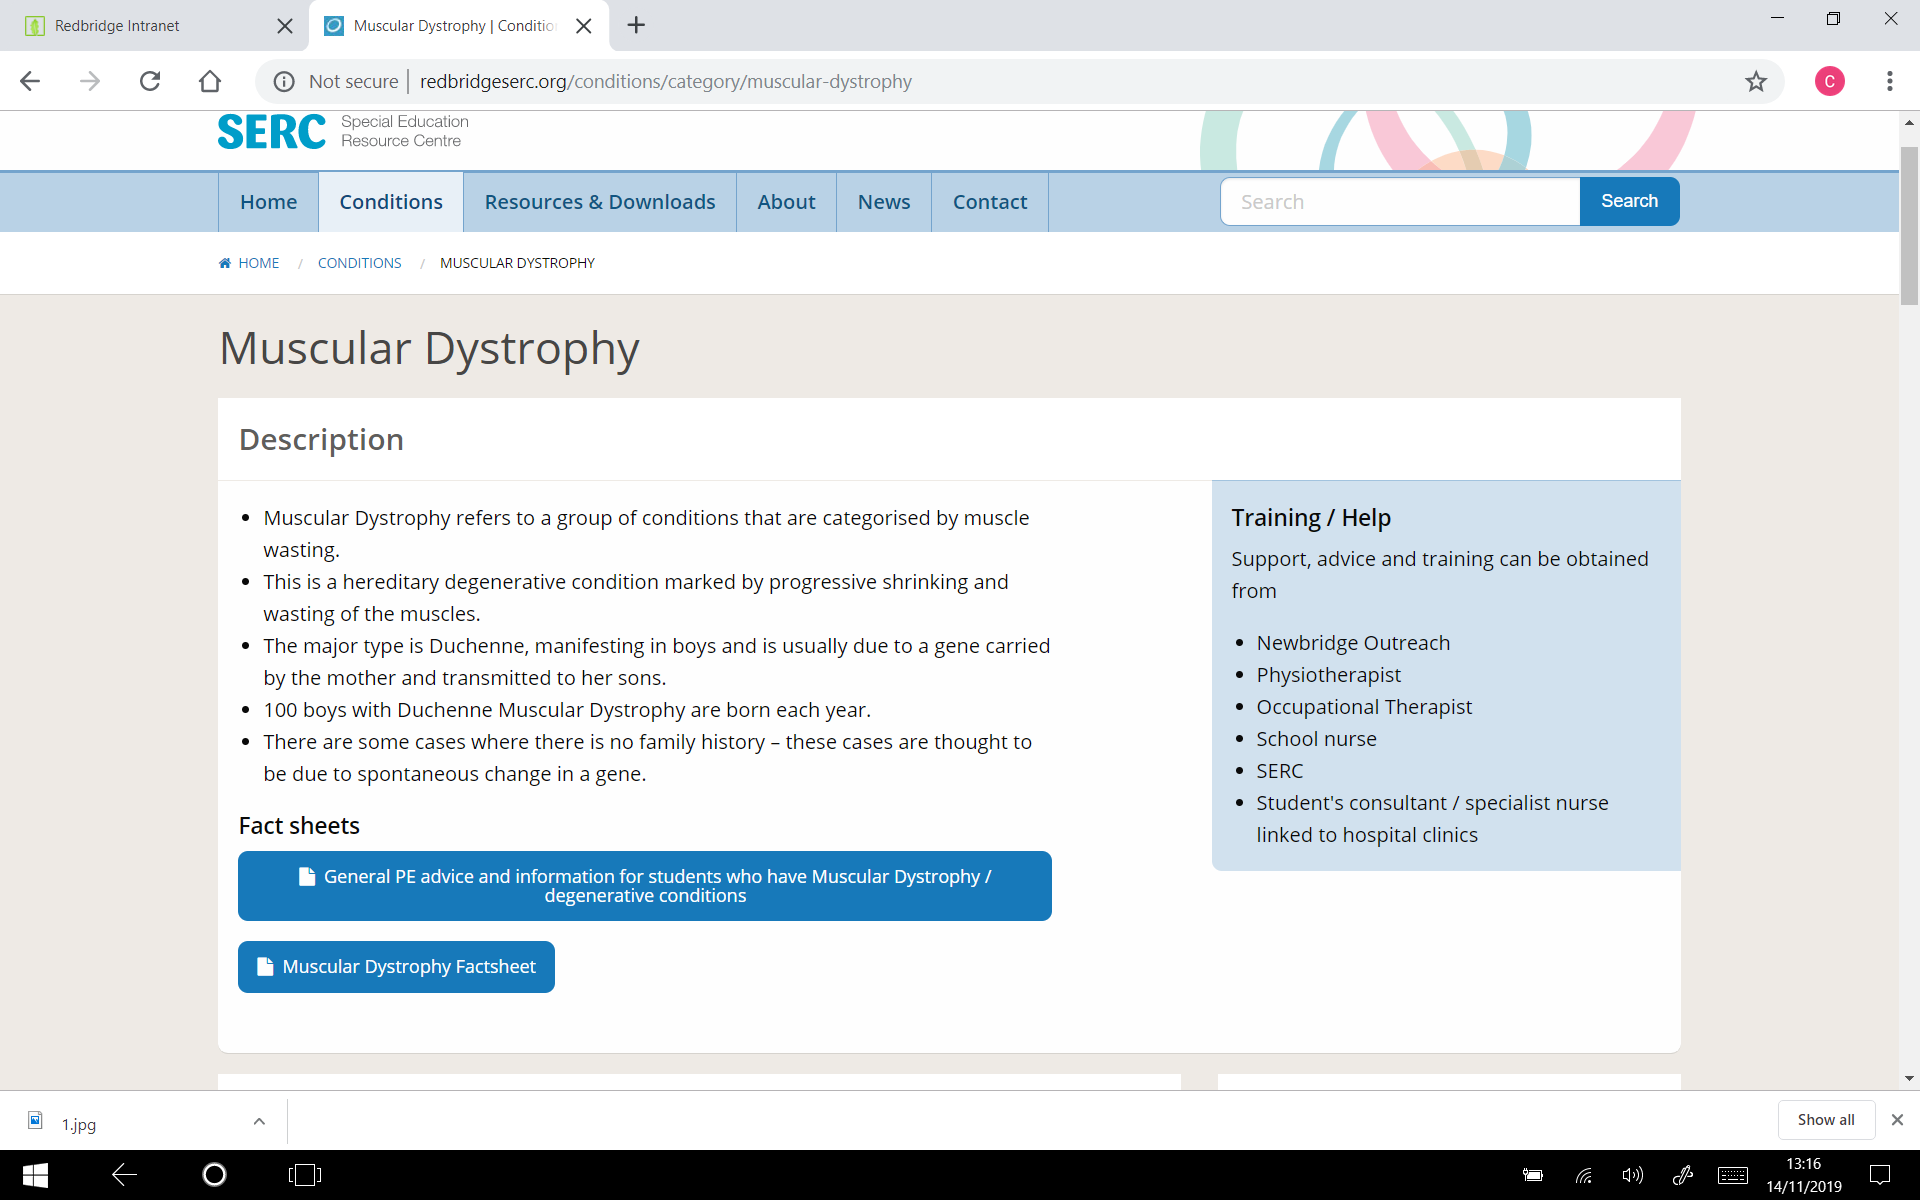 Redbridge Intranet
Muscular Dystrophy | Conditio
Not secure | redbridgeserc.org/conditions/category/muscular-dystrophy
C
SERC
Special Education
Resource Centre
Home
Conditions
Resources & Downloads
About
News
Contact
Search
Search
HOME / CONDITIONS / MUSCULAR DYSTROPHY
Muscular Dystrophy
Description
• Muscular Dystrophy refers to a group of conditions that are categorised by muscle
wasting.
• This is a hereditary degenerative condition marked by progressive shrinking and
wasting of the muscles.
• The major type is Duchenne, manifesting in boys and is usually due to a gene carried
by the mother and transmitted to her sons.
• 100 boys with Duchenne Muscular Dystrophy are born each year.
• There are some cases where there is no family history – these cases are thought to
be due to spontaneous change in a gene.
Fact sheets
General PE advice and information for students who have Muscular Dystrophy /
degenerative conditions
Muscular Dystrophy Factsheet
Training / Help
Support, advice and training can be obtained
from
• Newbridge Outreach
• Physiotherapist
• Occupational Therapist
• School nurse
• SERC
• Student's consultant / specialist nurse
linked to hospital clinics
1.jpg
Show all
13:16
14/11/2019